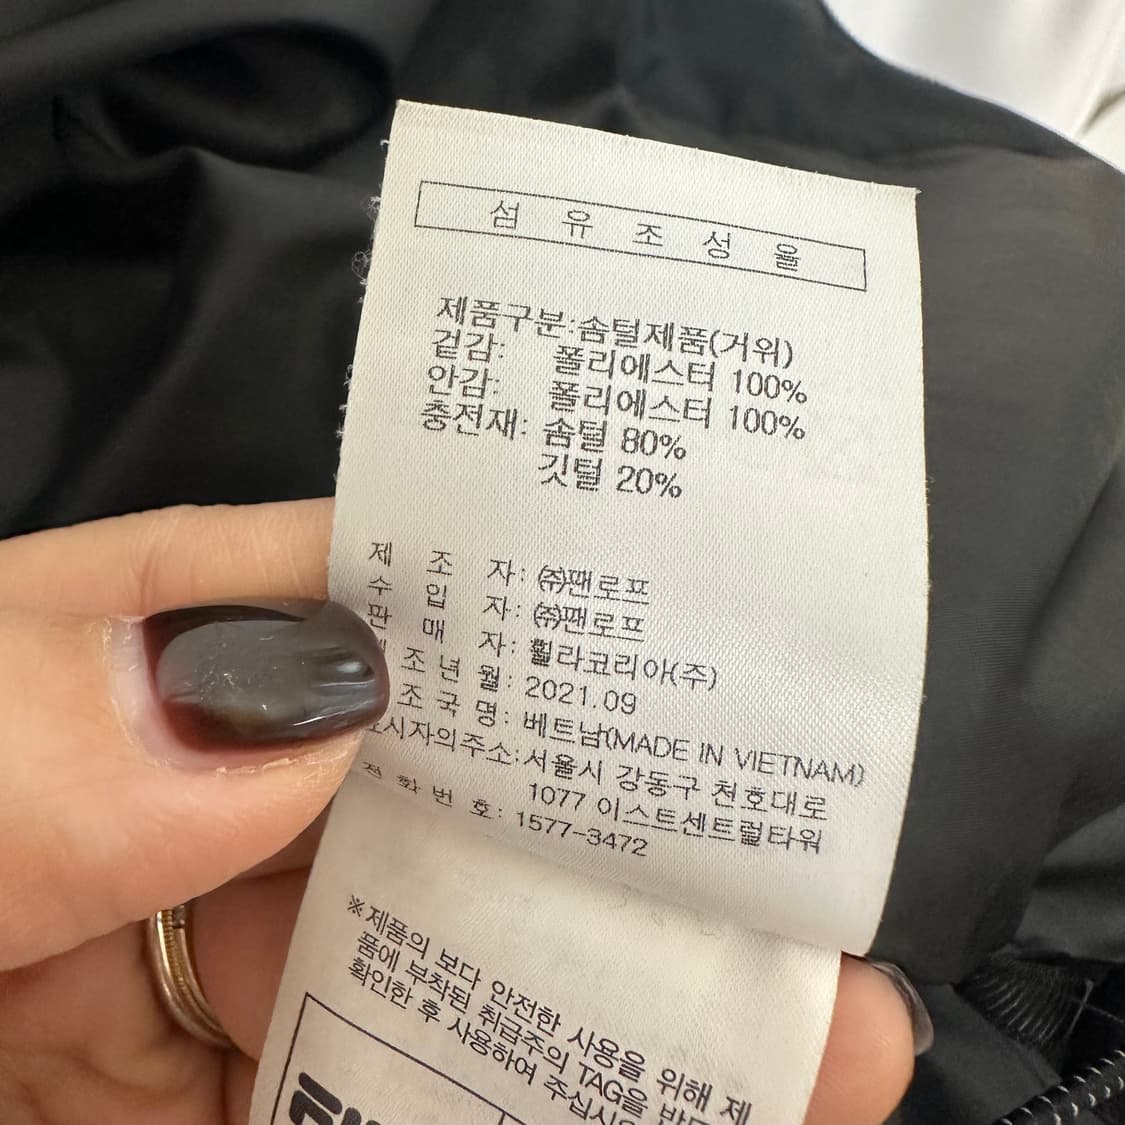 섬 유 조 성 율
제품구분:솜털제품(거위)
겉감: 폴리에스터 100%
안감: 폴리에스터 100%
충전재: 솜털 80%
깃털 20%
제 조 자: ㈜팬로프
수 입 자: ㈜팬로프
판 매 자: 휠라코리아(주)
조 년 월: 2021.09
조 국 명: 베트남(MADE IN VIETNAM)
표시자의주소: 서울시 강동구 천호대로
1077 이스트센트럴타워
전 화 번 호: 1577-3472
※제품의 보다 안전한 사용을 위해 제
품에 부착된 취급주의 TAG을 반드
확인한 후 사용하여 주십시